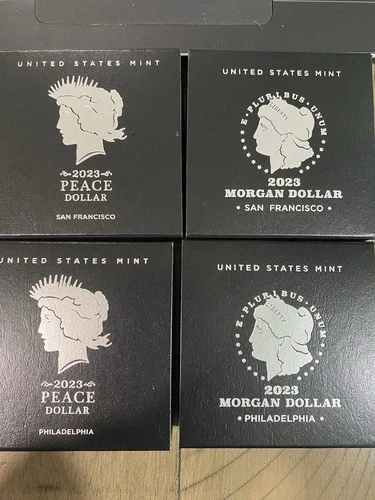 UNITED STATES MINT
2023
PEACE
DOLLAR
SAN FRANCISCO
UNITED STATES MINT
E·PLURIBUS·UNUM
LIBERTY
2023
MORGAN DOLLAR
• SAN FRANCISCO •
UNITED STATES MINT
2023
PEACE
DOLLAR
PHILADELPHIA
UNITED STATES MINT
E·PLURIBUS·UNUM
LIBERTY
2023
MORGAN DOLLAR
• PHILADELPHIA •